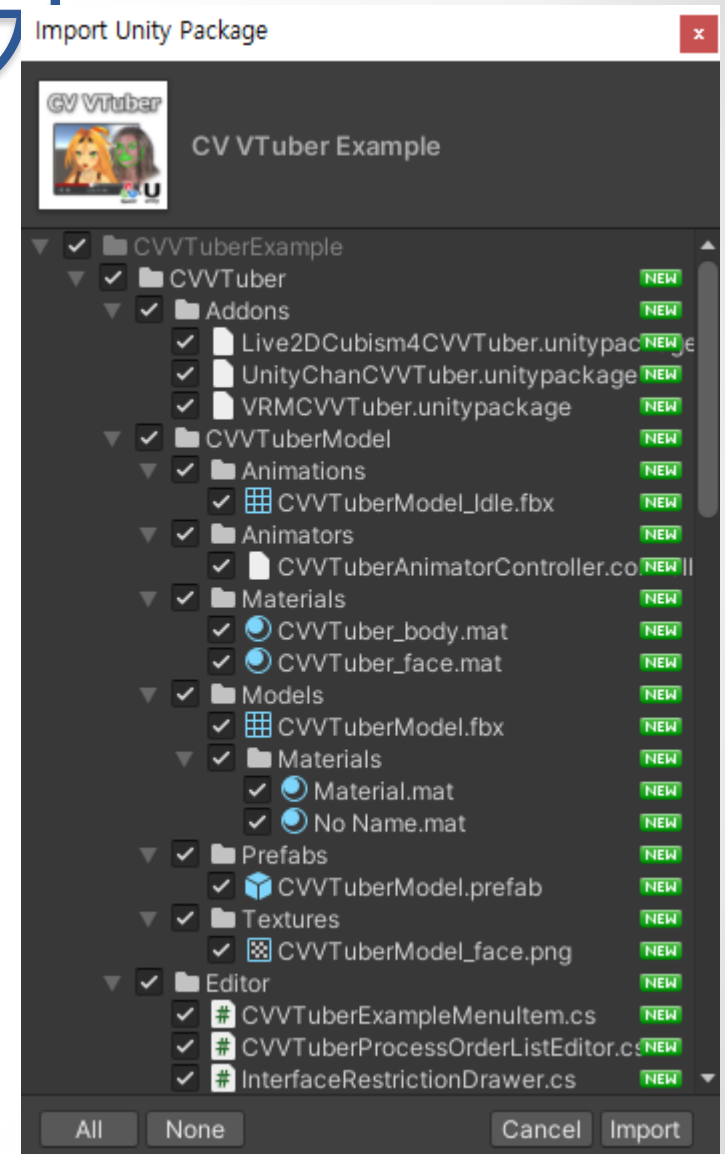 Import Unity Package
x
CV VTuber
U
CV VTuber Example
CVVTuberExample
CVVTuber NEW
Addons NEW
Live2DCubism4CVVTuber.unitypac NEW e
UnityChanCVVTuber.unitypackage NEW
VRMCVVTuber.unitypackage NEW
CVVTuberModel NEW
Animations NEW
CVVTuberModel_Idle.fbx NEW
Animators NEW
CVVTuberAnimatorController.co NEW ll
Materials NEW
CVVTuber_body.mat NEW
CVVTuber_face.mat NEW
Models NEW
CVVTuberModel.fbx NEW
Materials NEW
Material.mat NEW
No Name.mat NEW
Prefabs NEW
CVVTuberModel.prefab NEW
Textures NEW
CVVTuberModel_face.png NEW
Editor NEW
# CVVTuberExampleMenuItem.cs NEW
# CVVTuberProcessOrderListEditor.cs NEW
# InterfaceRestrictionDrawer.cs NEW
All None Cancel Import